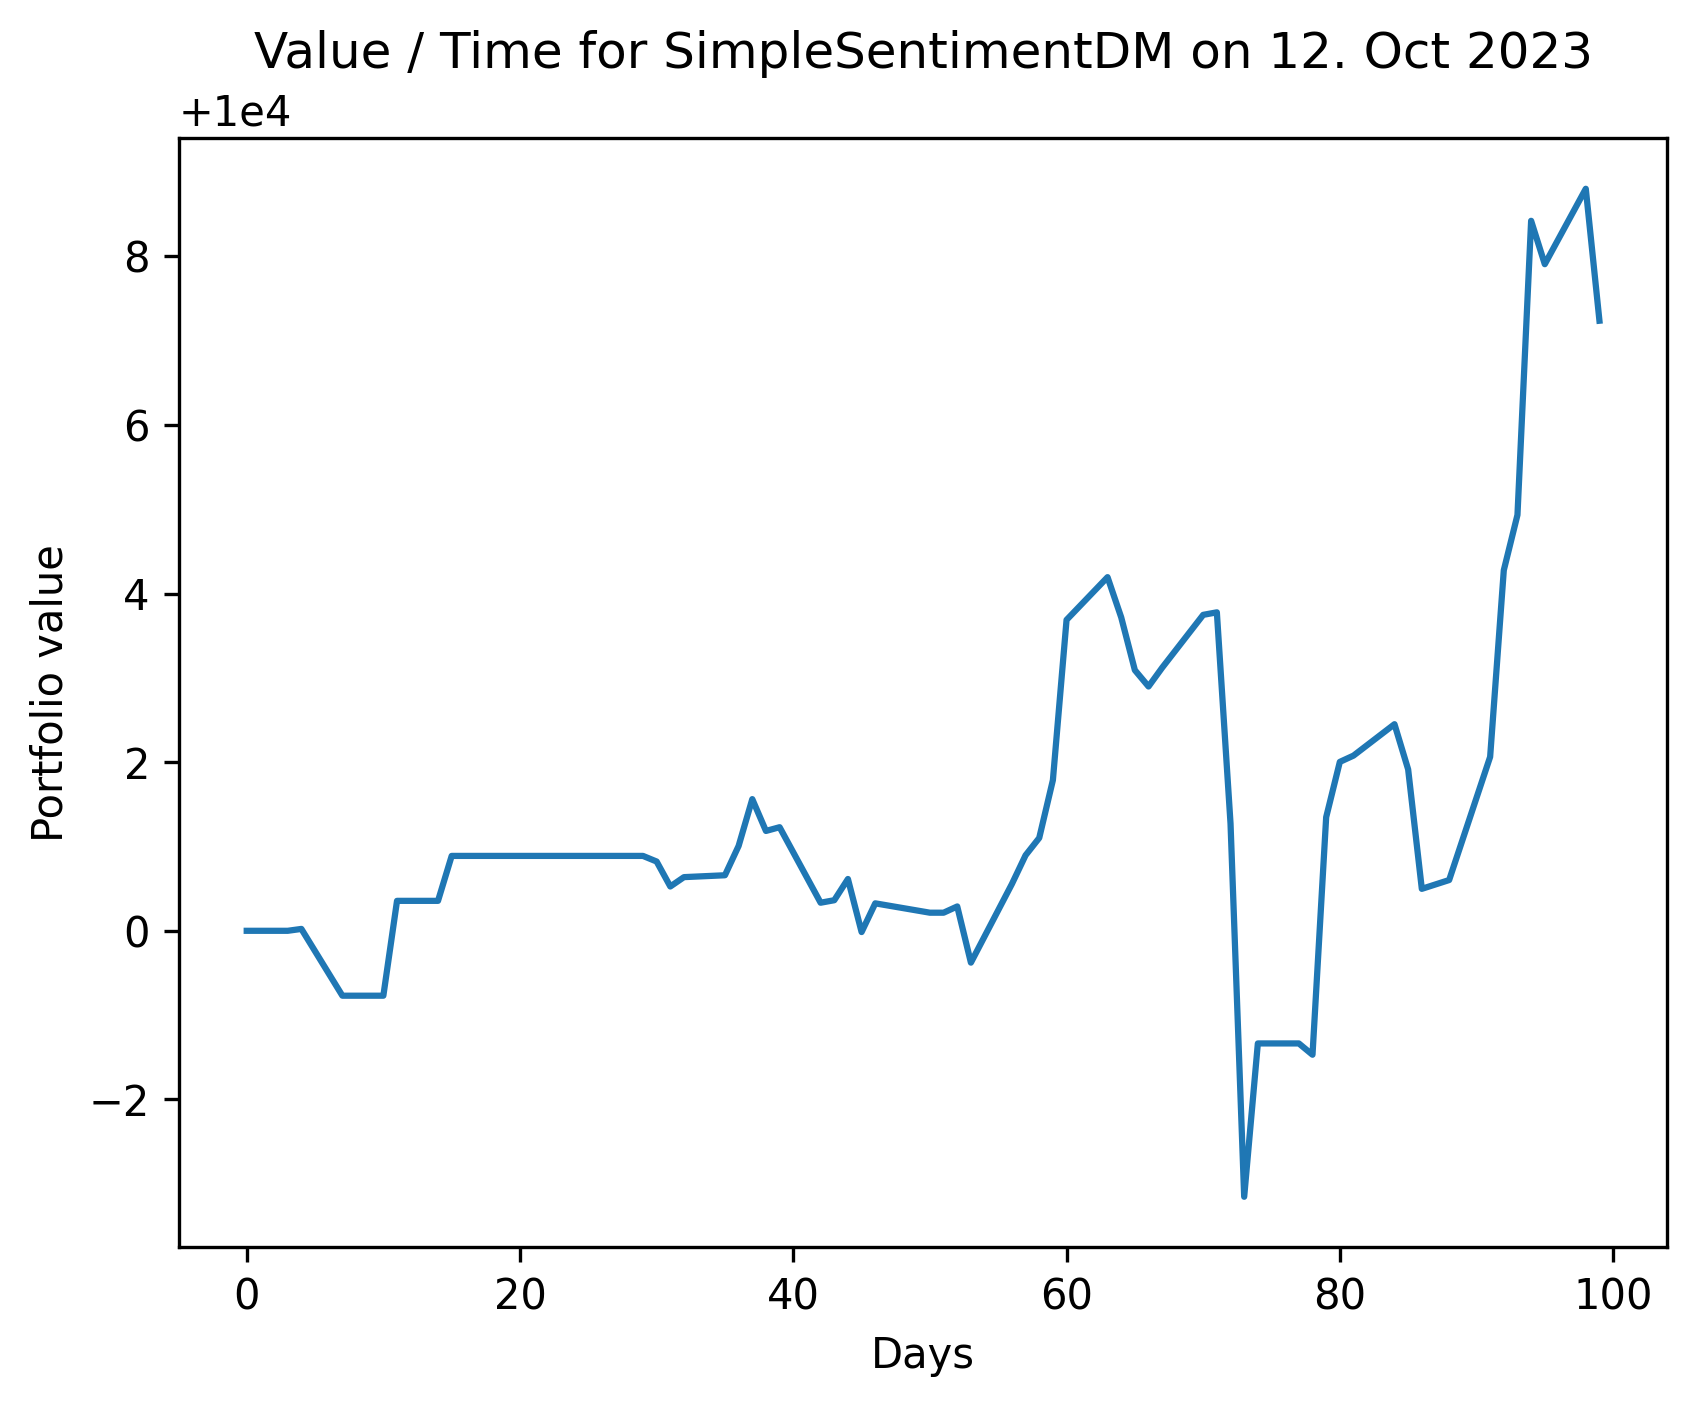 Value / Time for SimpleSentimentDM on 12. Oct 2023
+1e4
8
6
4
2
0
−2
Portfolio value
0 20 40 60 80 100
Days